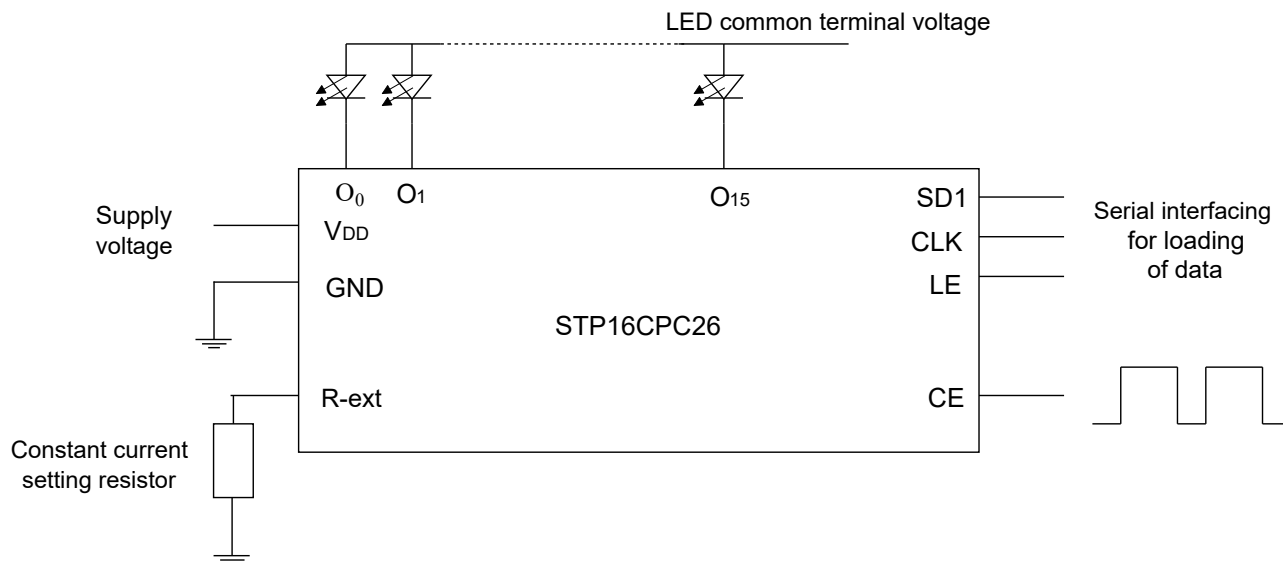 LED common terminal voltage
O0
O1
O15
SD1
Supply
voltage
VDD
CLK
Serial interfacing
for loading
of data
GND
LE
STP16CPC26
R-ext
CE
Constant current
setting resistor